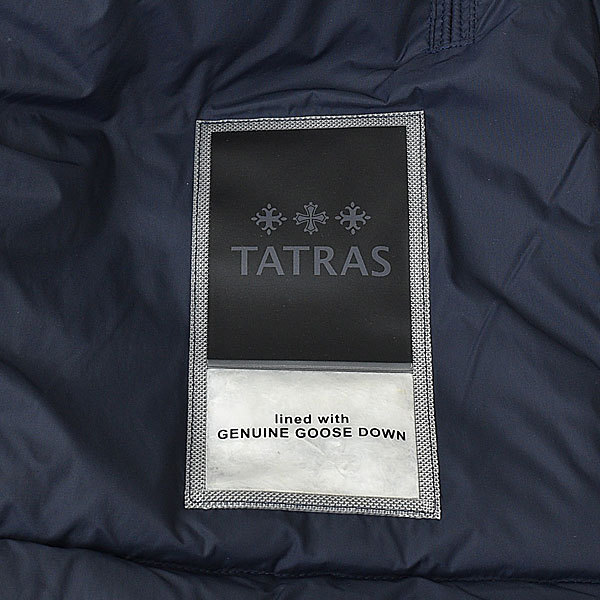 TATRAS
lined with
GENUINE GOOSE DOWN